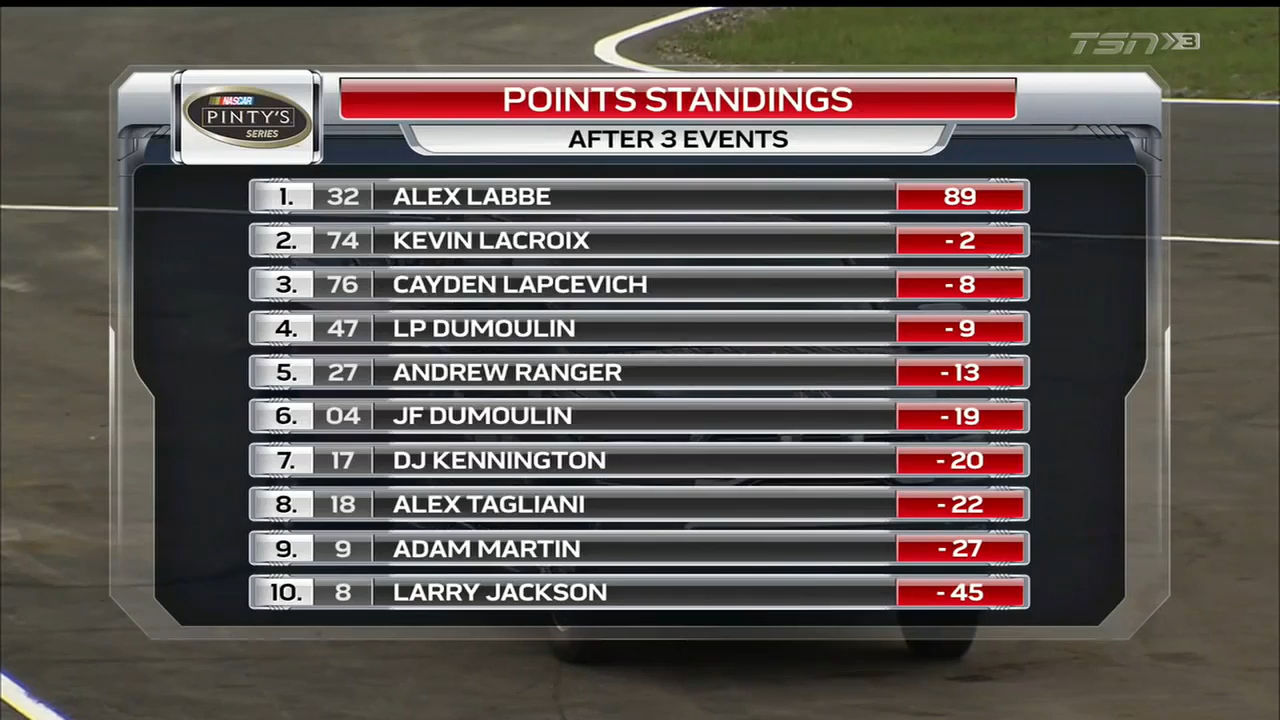 TSN 3
NASCAR
PINTY'S
SERIES
POINTS STANDINGS
AFTER 3 EVENTS
1. 32 ALEX LABBE 89
2. 74 KEVIN LACROIX - 2
3. 76 CAYDEN LAPCEVICH - 8
4. 47 LP DUMOULIN - 9
5. 27 ANDREW RANGER - 13
6. 04 JF DUMOULIN - 19
7. 17 DJ KENNINGTON - 20
8. 18 ALEX TAGLIANI - 22
9. 9 ADAM MARTIN - 27
10. 8 LARRY JACKSON - 45